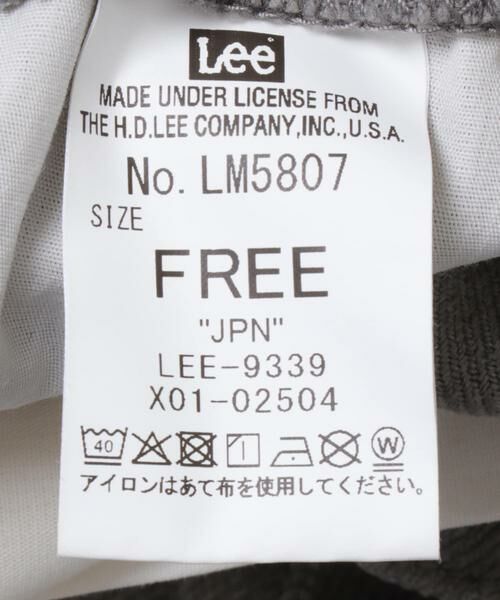 Lee
MADE UNDER LICENSE FROM
THE H.D.LEE COMPANY,INC.,U.S.A.
No. LM5807
SIZE
FREE
"JPN"
LEE-9339
X01-02504
40 W
アイロンはあて布を使用してください。